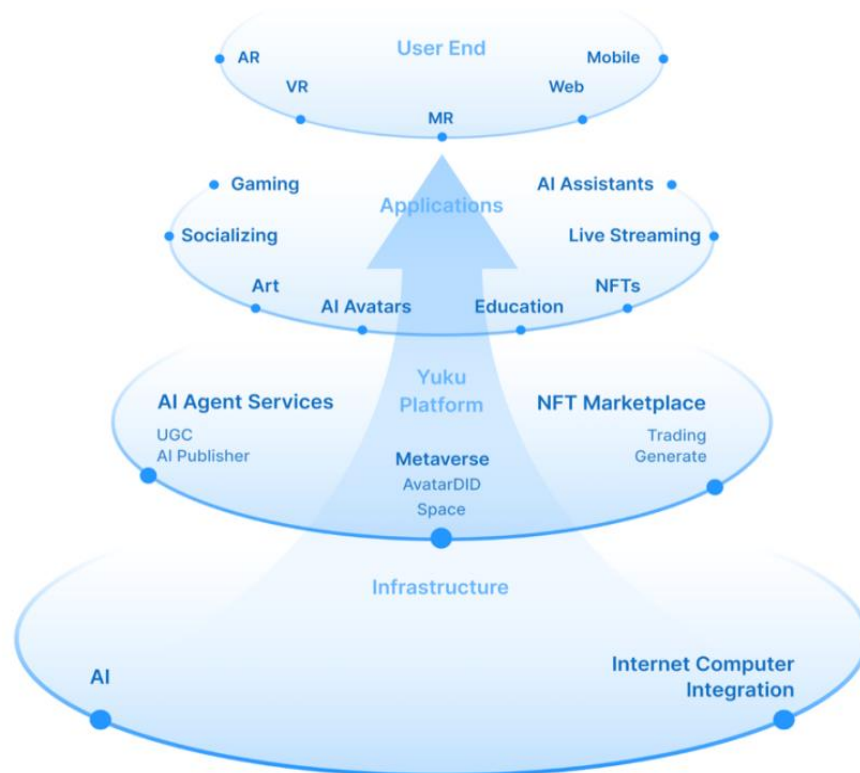 User End
AR
Mobile
VR
Web
MR
Gaming
AI Assistants
Applications
Socializing
Live Streaming
Art
NFTs
AI Avatars
Education
Yuku
Platform
AI Agent Services
UGC
AI Publisher
Metaverse
AvatarDID
Space
NFT Marketplace
Trading
Generate
Infrastructure
AI
Internet Computer
Integration